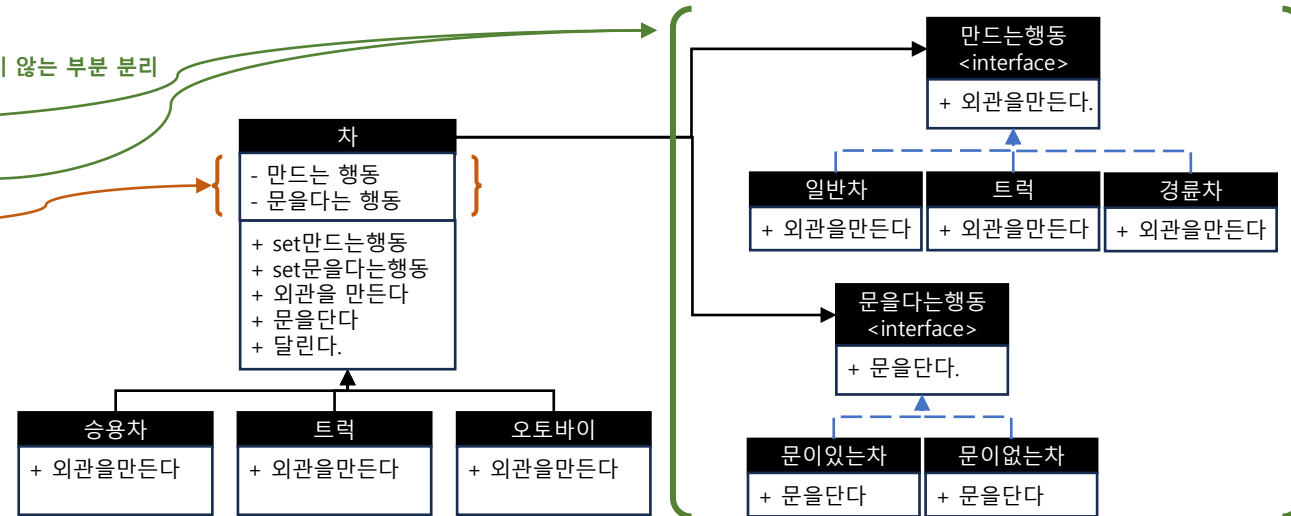 않는 부분 분리
차
- 만드는 행동
- 문을다는 행동
+ set만드는행동
+ set문을다는행동
+ 외관을 만든다
+ 문을단다
+ 달린다.
승용차
+ 외관을만든다
트럭
+ 외관을만든다
오토바이
+ 외관을만든다
만드는행동
<interface>
+ 외관을만든다.
일반차
+ 외관을만든다
트럭
+ 외관을만든다
경륜차
+ 외관을만든다
문을다는행동
<interface>
+ 문을단다.
문이있는차
+ 문을단다
문이없는차
+ 문을단다